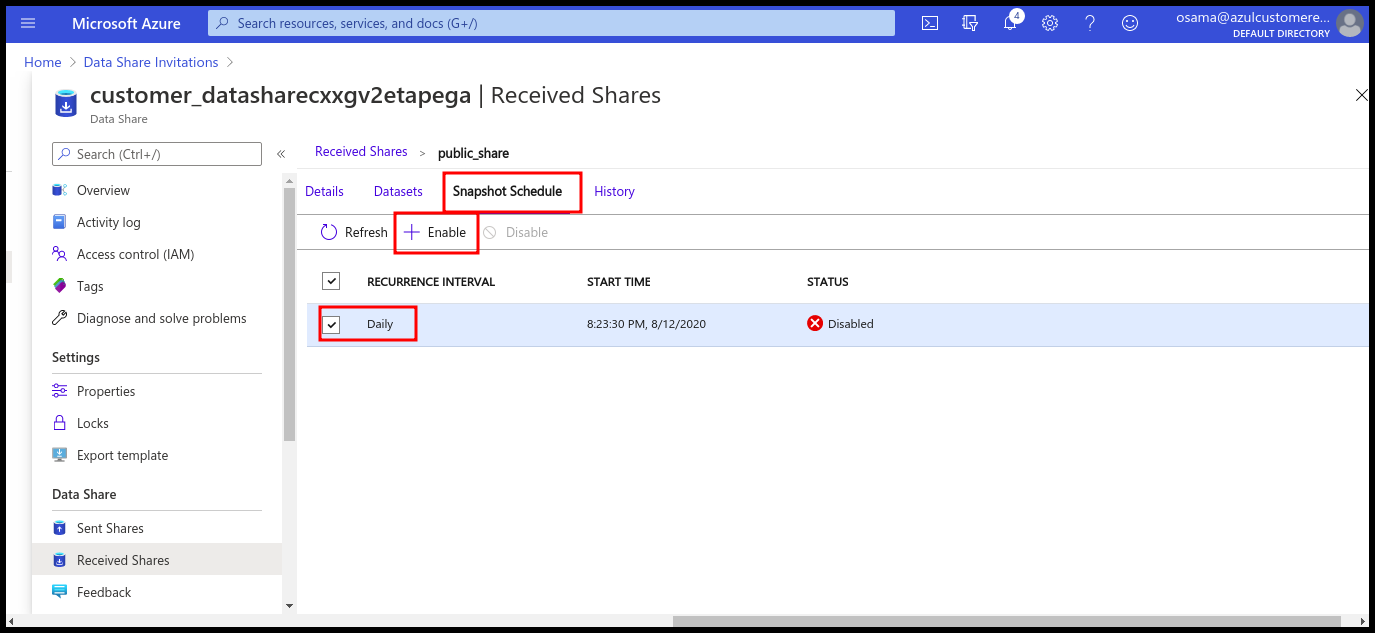 Microsoft Azure
Search resources, services, and docs (G+/)
4
osama@azulcustomere...
DEFAULT DIRECTORY
Home > Data Share Invitations >
customer_datasharecxxgv2etapega | Received Shares
Data Share
Search (Ctrl+/)
«
Overview
Activity log
Access control (IAM)
Tags
Diagnose and solve problems
Settings
Properties
Locks
Export template
Data Share
Sent Shares
Received Shares
Feedback
Received Shares > public_share
Details Datasets Snapshot Schedule History
Refresh Enable Disable
RECURRENCE INTERVAL START TIME STATUS
Daily 8:23:30 PM, 8/12/2020 Disabled